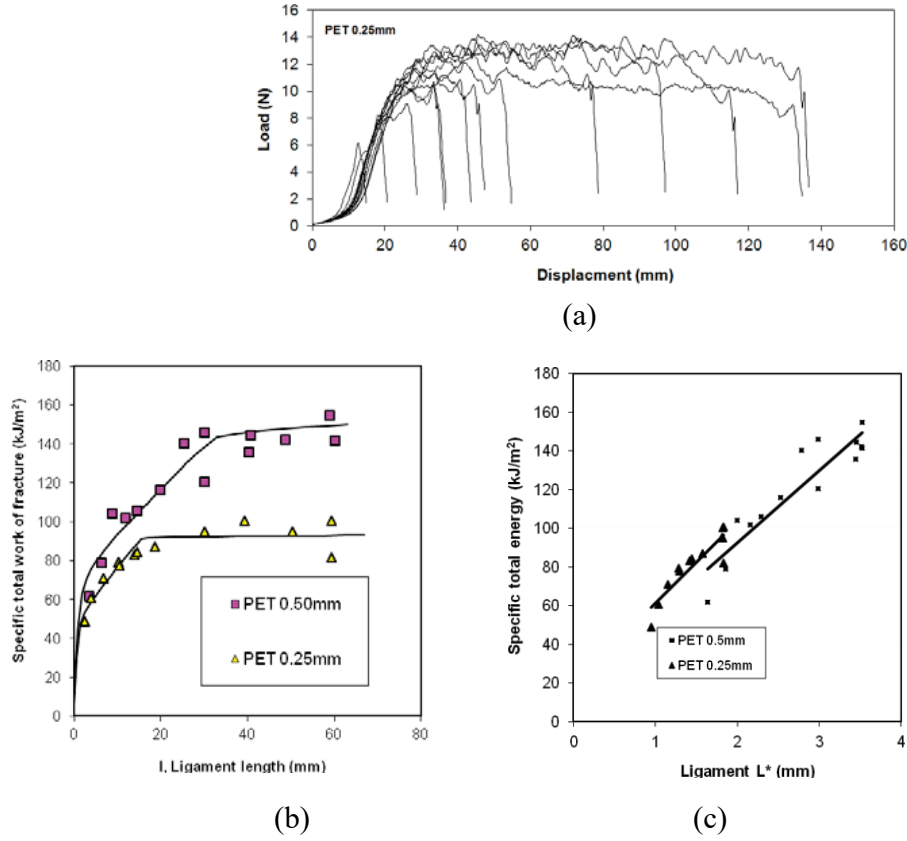 PET 0.25mm
16
14
12
10
8
6
4
2
0
Load (N)
0 20 40 60 80 100 120 140 160
Displacment (mm)
(a)
180
160
140
120
100
80
60
40
20
0
Specific total work of fracture (kJ/m²)
PET 0.50mm
PET 0.25mm
0 20 40 60 80
l, Ligament length (mm)
(b)
180
160
140
120
100
80
60
40
20
0
Specific total energy (kJ/m²)
PET 0.5mm
PET 0.25mm
0 1 2 3 4
Ligament L* (mm)
(c)